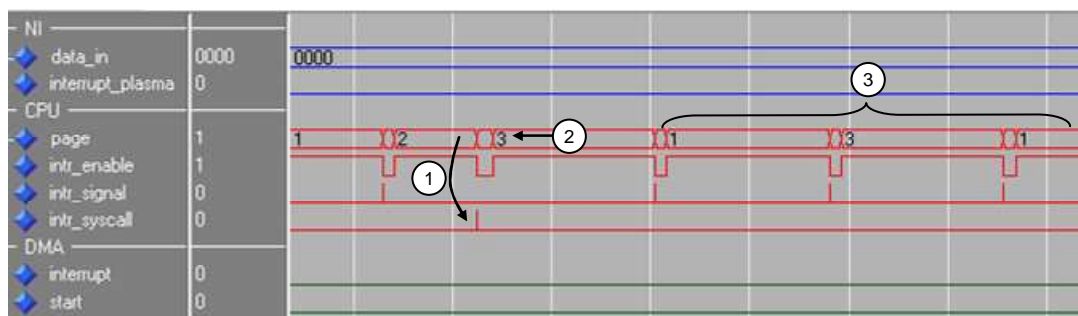 NI
data_in 0000 0000
interrupt_plasma 0
3
CPU
page 1 1 2 3 2 1 3 1
intr_enable 1
1
intr_signal 0
intr_syscall 0
DMA
interrupt 0
start 0